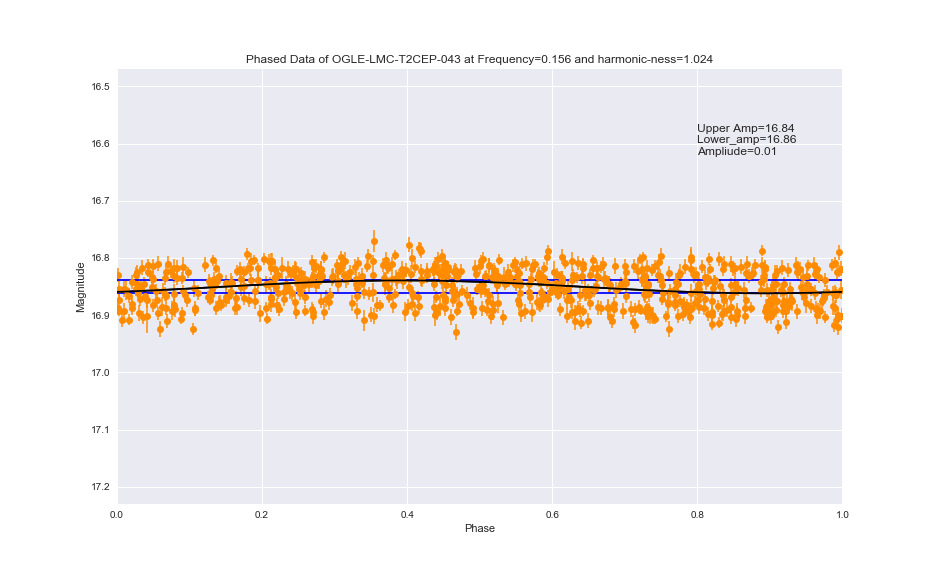 Phased Data of OGLE-LMC-T2CEP-043 at Frequency=0.156 and harmonic-ness=1.024
Upper Amp=16.84
Lower_amp=16.86
Ampliude=0.01
Magnitude
16.5
16.6
16.7
16.8
16.9
17.0
17.1
17.2
0.0 0.2 0.4 0.6 0.8 1.0
Phase